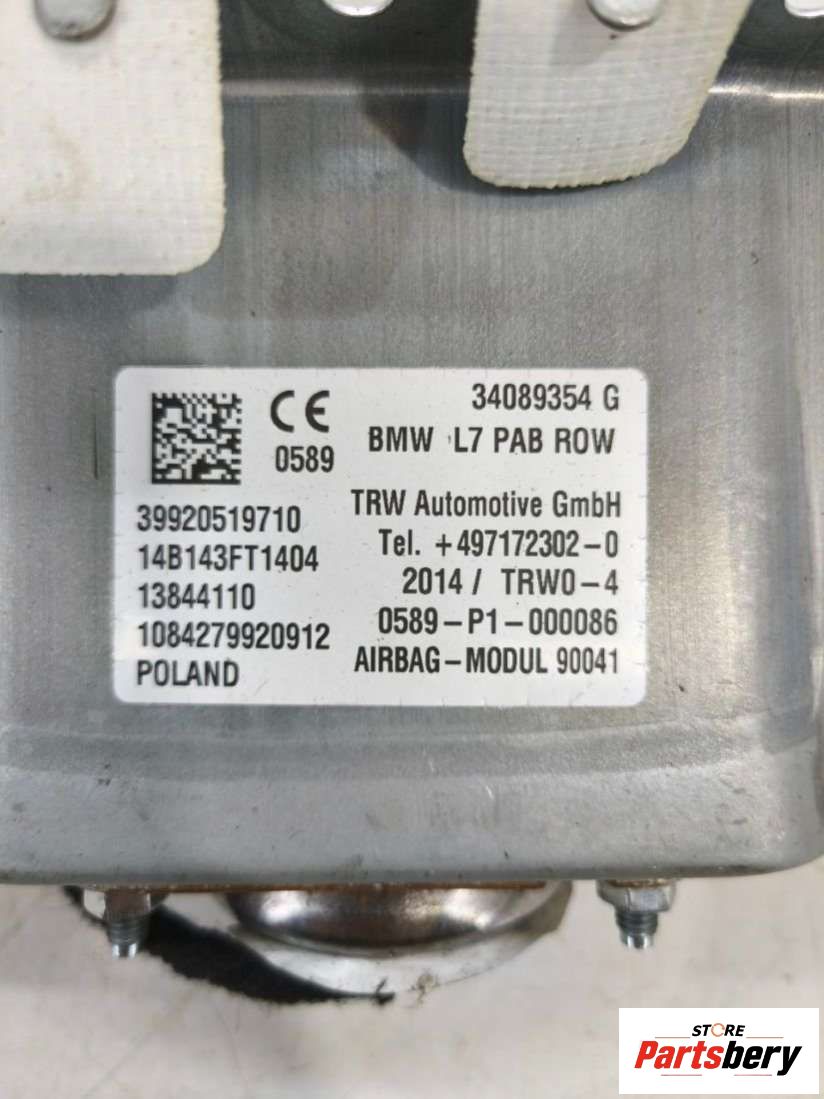 CE
0589
34089354 G
BMW L7 PAB ROW
39920519710
14B143FT1404
13844110
1084279920912
POLAND
TRW Automotive GmbH
Tel. +497172302-0
2014 / TRW0-4
0589-P1-000086
AIRBAG-MODUL 90041
STORE
Partsbery